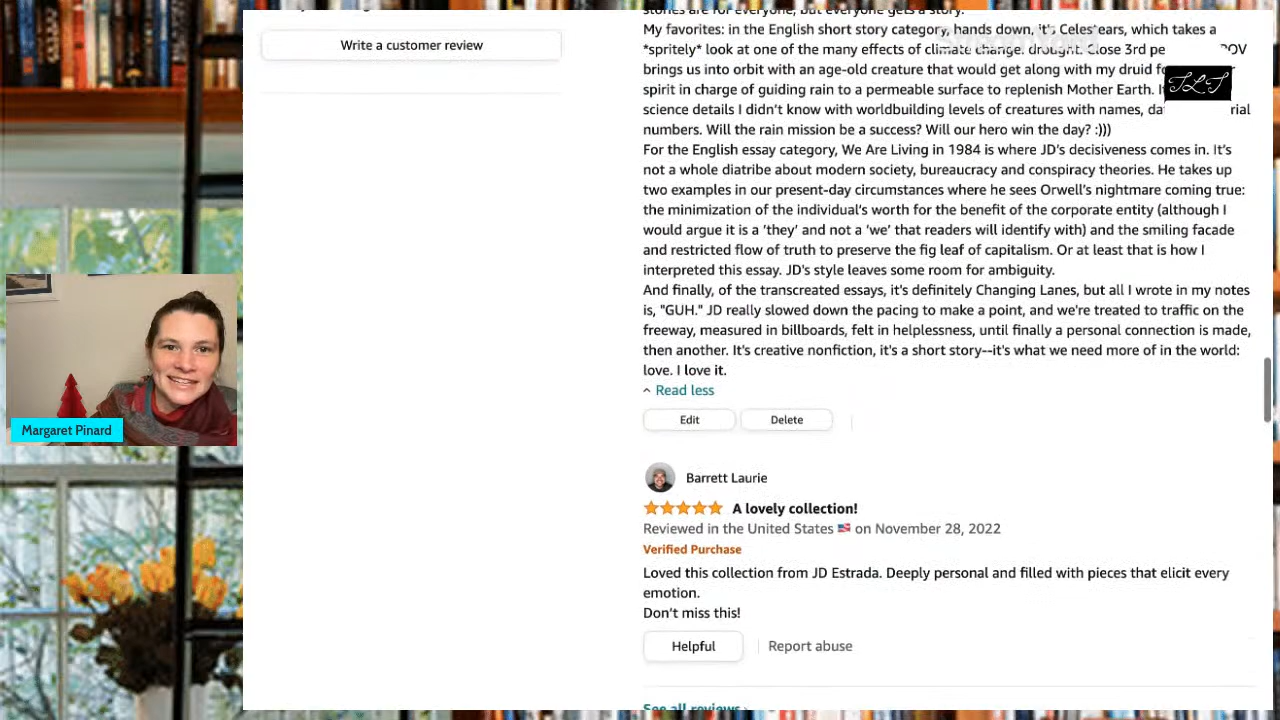 Write a customer review
stories are for everyone, but everyone gets a story.
My favorites: in the English short story category, hands down, it's Celestears, which takes a
*spritely* look at one of the many effects of climate change: drought. Close 3rd pe OV
brings us into orbit with an age-old creature that would get along with my druid fo
spirit in charge of guiding rain to a permeable surface to replenish Mother Earth. I
science details I didn't know with worldbuilding levels of creatures with names, da rial
numbers. Will the rain mission be a success? Will our hero win the day? :)))
For the English essay category, We Are Living in 1984 is where JD's decisiveness comes in. It's
not a whole diatribe about modern society, bureaucracy and conspiracy theories. He takes up
two examples in our present-day circumstances where he sees Orwell's nightmare coming true:
the minimization of the individual's worth for the benefit of the corporate entity (although I
would argue it is a 'they' and not a 'we' that readers will identify with) and the smiling facade
and restricted flow of truth to preserve the fig leaf of capitalism. Or at least that is how I
interpreted this essay. JD's style leaves some room for ambiguity.
And finally, of the transcreated essays, it's definitely Changing Lanes, but all I wrote in my notes
is, "GUH." JD really slowed down the pacing to make a point, and we're treated to traffic on the
freeway, measured in billboards, felt in helplessness, until finally a personal connection is made,
then another. It's creative nonfiction, it's a short story--it's what we need more of in the world:
love. I love it.
Read less
Edit Delete
Margaret Pinard
Barrett Laurie
A lovely collection!
Reviewed in the United States on November 28, 2022
Verified Purchase
Loved this collection from JD Estrada. Deeply personal and filled with pieces that elicit every
emotion.
Don't miss this!
Helpful Report abuse
See all reviews ›